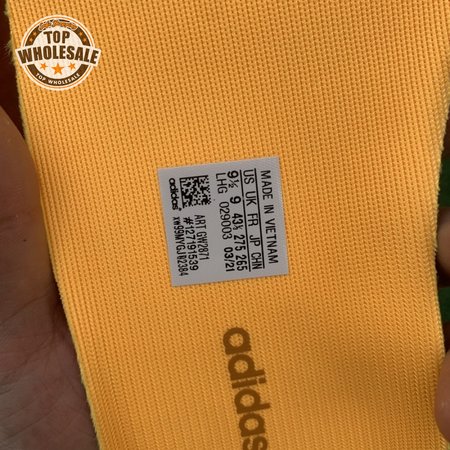 TOP
WHOLESALE
TOP WHOLESALE
MADE IN VIETNAM
US UK FR JP CHN
9½ 9 43⅓ 275 265
LHG 029003 03/21
adidas
ART GW2871
#127191539
xw99MYGJN23B4
adidas